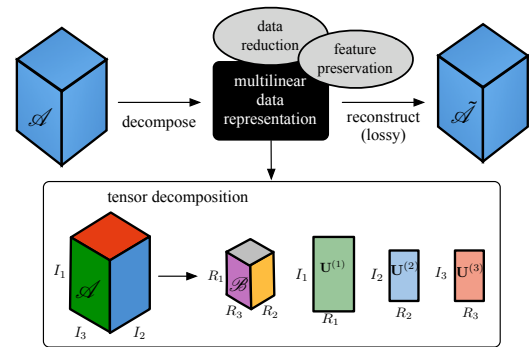 data
reduction
feature
preservation
multilinear
data
representation
𝒜
decompose
reconstruct
(lossy)
𝒜̃
tensor decomposition
I₁
𝒜
I₃
I₂
R₁
ℬ
R₃
R₂
I₁
U⁽¹⁾
R₁
I₂
U⁽²⁾
R₂
I₃
U⁽³⁾
R₃